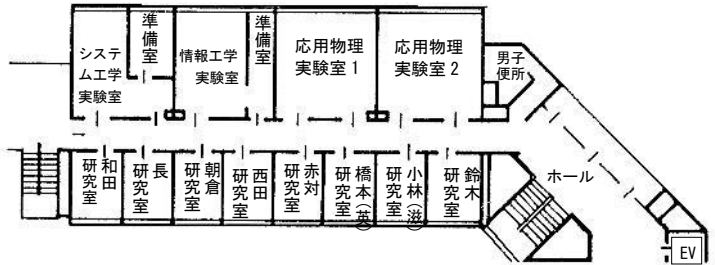 システ
ム工学
実験室
準備室
情報工学
実験室
準備室
応用物理
実験室1
応用物理
実験室2
男子
便所
和田
研究室
長
研究室
朝倉
研究室
西田
研究室
赤対
研究室
橋本(英)
研究室
小林(滋)
研究室
鈴木
研究室
ホール
EV